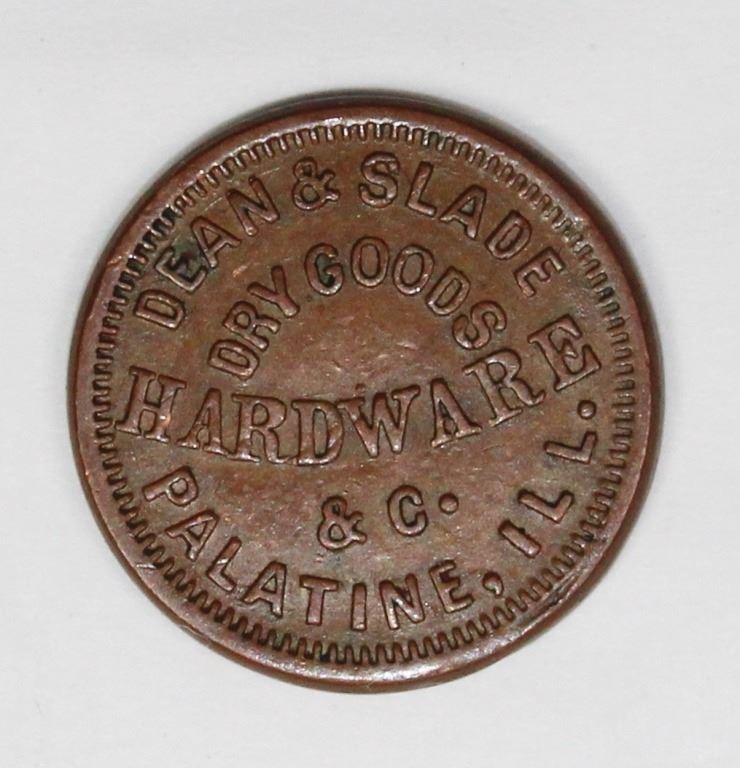 DEAN & SLADE
DRY GOODS
HARDWARE
& C.
PALATINE, ILL.